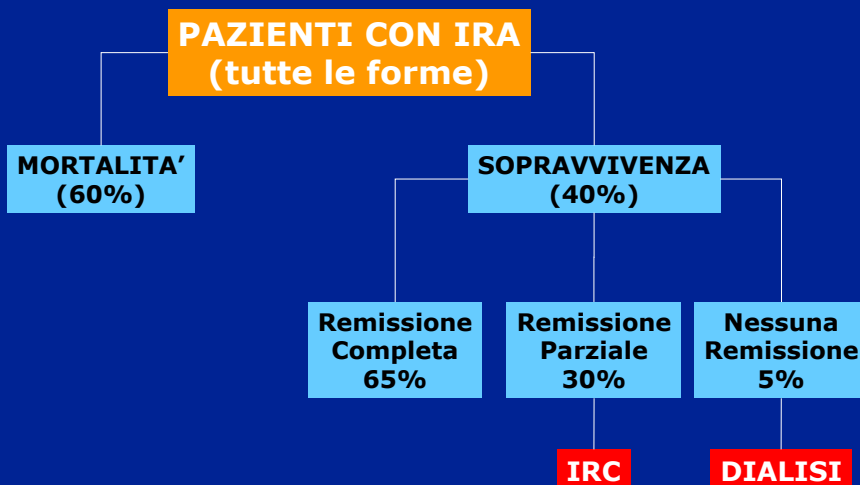 PAZIENTI CON IRA
(tutte le forme)
MORTALITA’
(60%)
SOPRAVVIVENZA
(40%)
Remissione
Completa
65%
Remissione
Parziale
30%
Nessuna
Remissione
5%
IRC
DIALISI